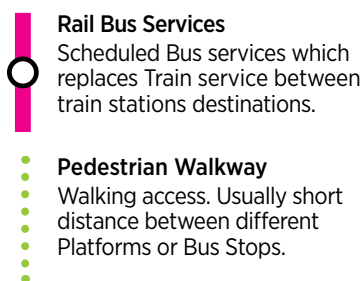 Rail Bus Services
Scheduled Bus services which
replaces Train service between
train stations destinations.
Pedestrian Walkway
Walking access. Usually short
distance between different
Platforms or Bus Stops.